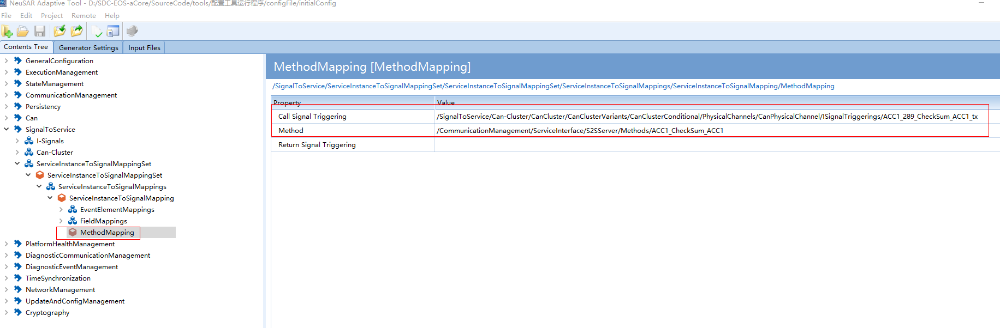 NeuSAR Adaptive Tool - D:/SDC-EOS-aCore/SourceCode/tools/配置工具运行程序/configFile/initialConfig
File Edit Project Remote Help
Contents Tree Generator Settings Input Files
GeneralConfiguration
ExecutionManagement
StateManagement
CommunicationManagement
Persistency
Can
SignalToService
I-Signals
Can-Cluster
ServiceInstanceToSignalMappingSet
ServiceInstanceToSignalMappingSet
ServiceInstanceToSignalMappings
ServiceInstanceToSignalMapping
EventElementMappings
FieldMappings
MethodMapping
PlatformHealthManagement
DiagnosticCommunicationManagement
DiagnosticEventManagement
TimeSynchronization
NetworkManagement
UpdateAndConfigManagement
Cryptography
MethodMapping [MethodMapping]
/SignalToService/ServiceInstanceToSignalMappingSet/ServiceInstanceToSignalMappingSet/ServiceInstanceToSignalMappings/ServiceInstanceToSignalMapping/MethodMapping
Property Value
Call Signal Triggering /SignalToService/Can-Cluster/CanCluster/CanClusterVariants/CanClusterConditional/PhysicalChannels/CanPhysicalChannel/ISignalTriggerings/ACC1_289_CheckSum_ACC1_tx
Method /CommunicationManagement/ServiceInterface/S2SServer/Methods/ACC1_CheckSum_ACC1
Return Signal Triggering